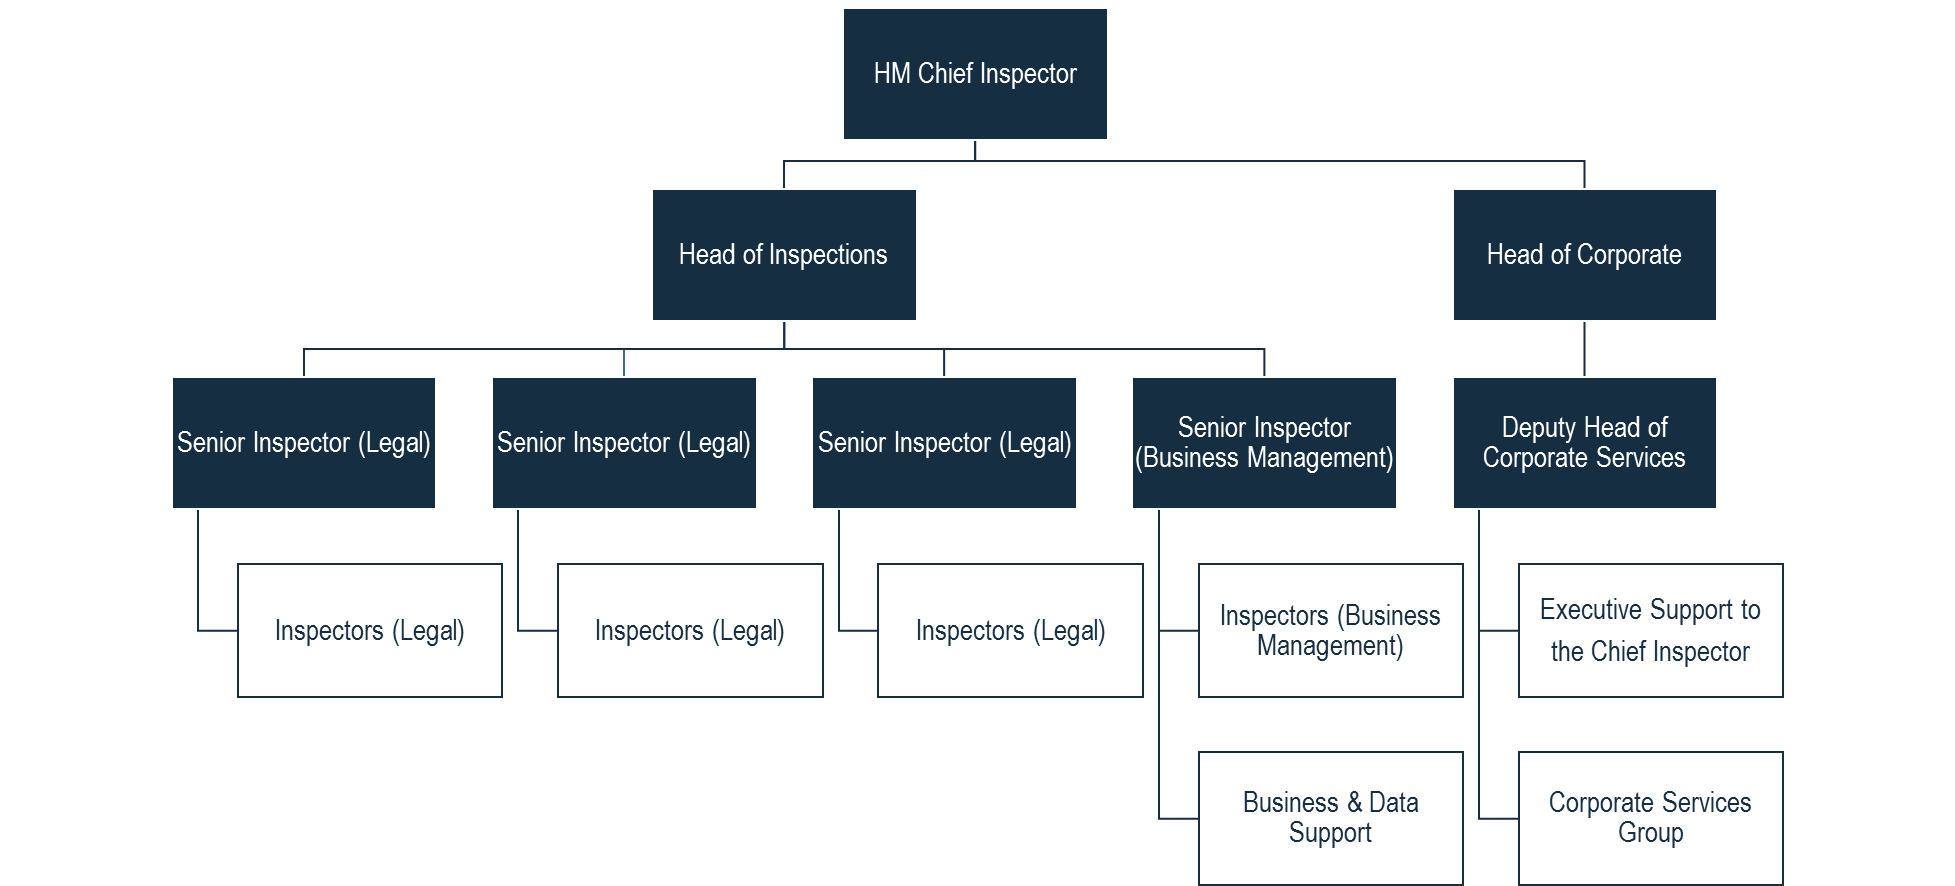 HM Chief Inspector
Head of Inspections
Head of Corporate
Senior Inspector (Legal)
Senior Inspector (Legal)
Senior Inspector (Legal)
Senior Inspector
(Business Management)
Deputy Head of
Corporate Services
Inspectors (Legal)
Inspectors (Legal)
Inspectors (Legal)
Inspectors (Business
Management)
Executive Support to
the Chief Inspector
Business & Data
Support
Corporate Services
Group